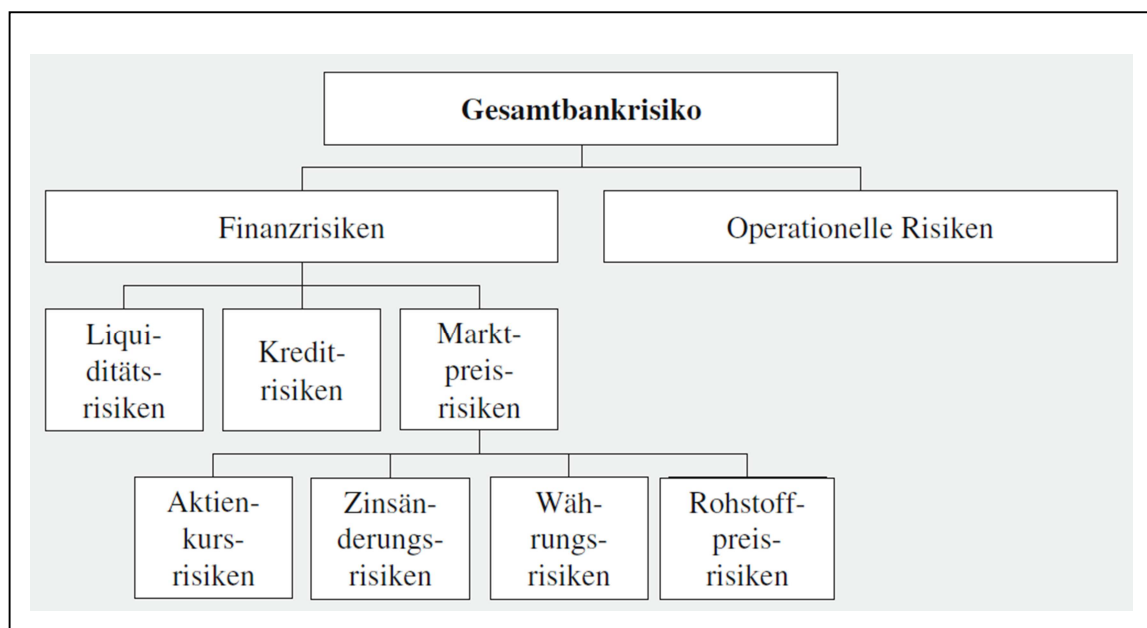 Gesamtbankrisiko
Finanzrisiken
Operationelle Risiken
Liqui-
ditäts-
risiken
Kredit-
risiken
Markt-
preis-
risiken
Aktien-
kurs-
risiken
Zinsän-
derungs-
risiken
Wäh-
rungs-
risiken
Rohstoff-
preis-
risiken